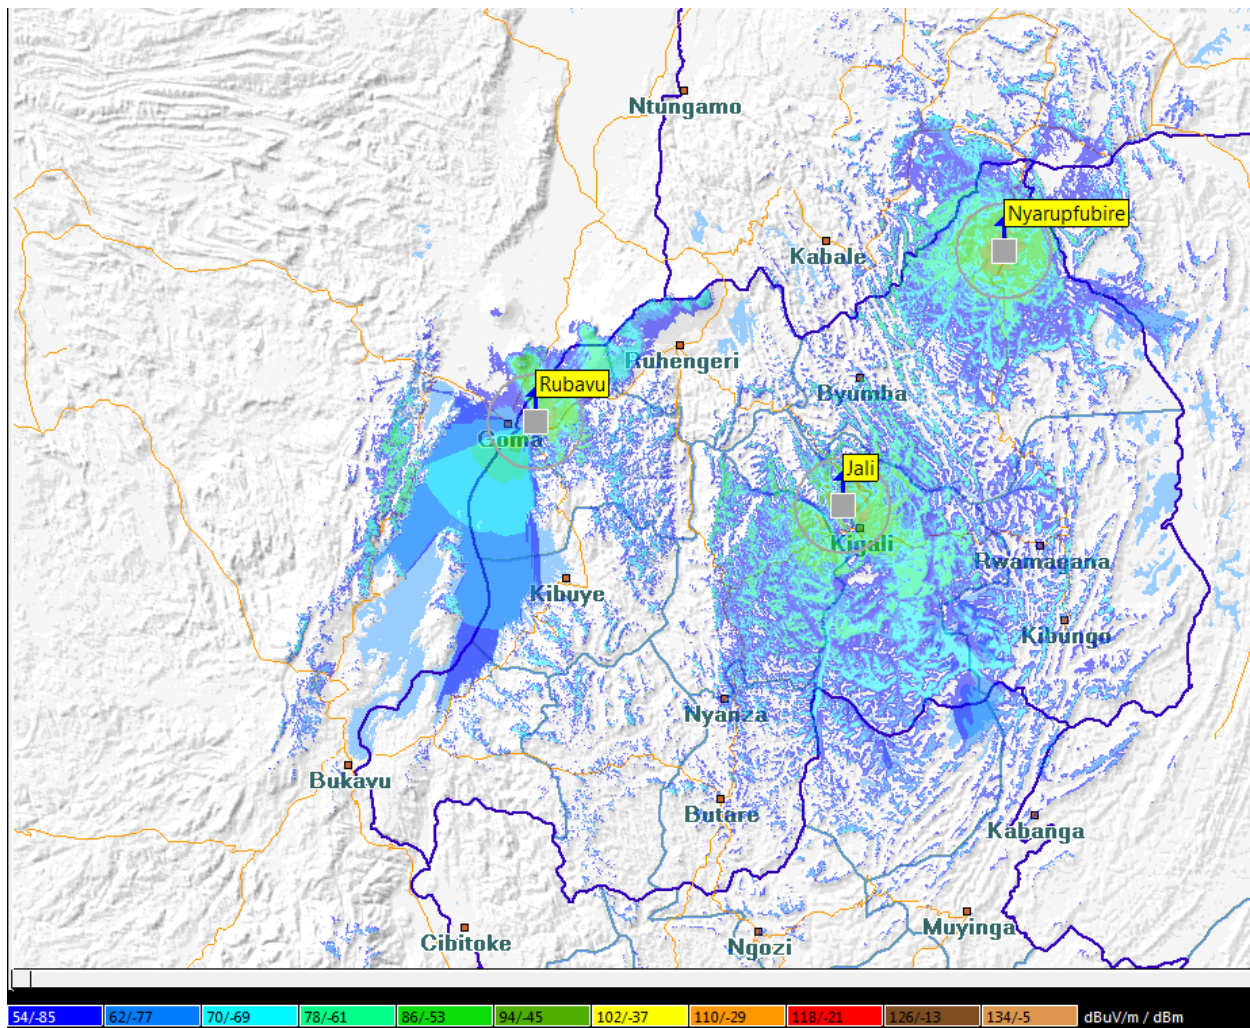 Ntungamo
Nyarupfubire
Kabale
Ruhengeri
Rubavu
Byumba
Goma
Jali
Kigali
Rwamagana
Kibuye
Kibungo
Nyanza
Bukavu
Butare
Kabanga
Muyinga
Cibitoke
Ngozi
54/-85 62/-77 70/-69 78/-61 86/-53 94/-45 102/-37 110/-29 118/-21 126/-13 134/-5 dBuV/m / dBm